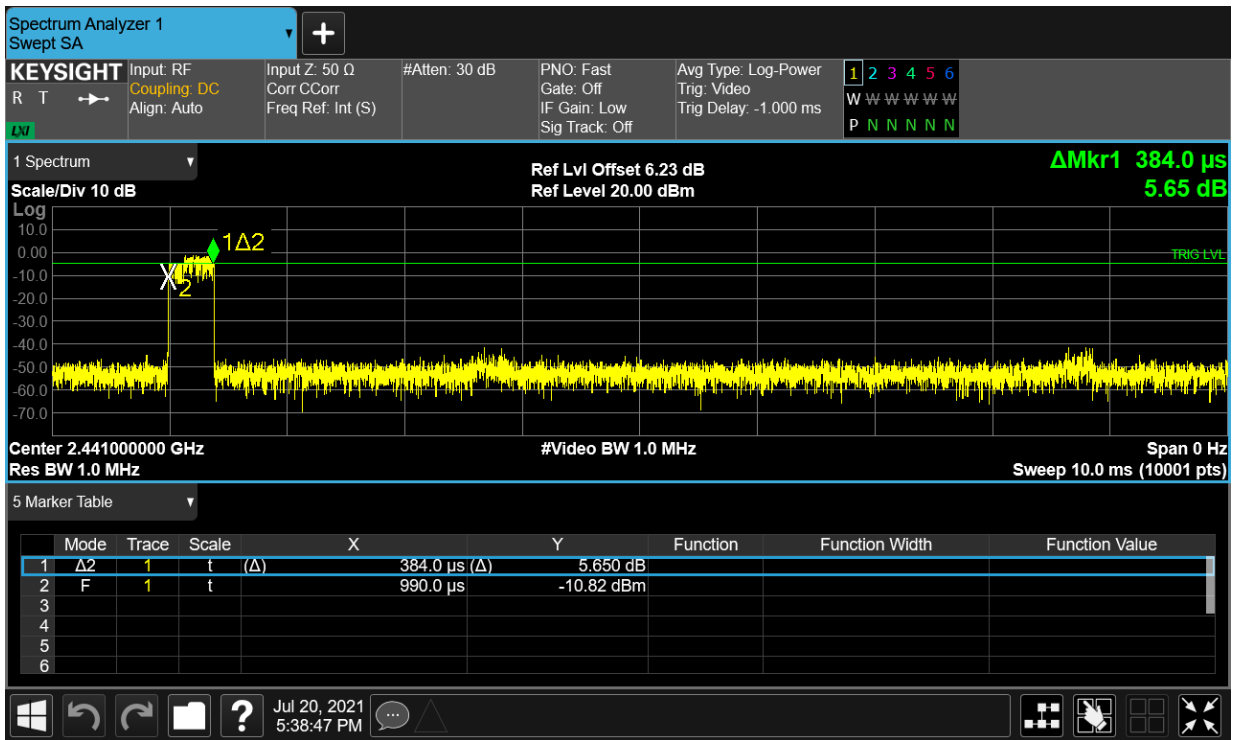 Spectrum Analyzer 1
Swept SA
KEYSIGHT Input: RF Input Z: 50 Ω #Atten: 30 dB PNO: Fast Avg Type: Log-Power 1 2 3 4 5 6
R T Coupling: DC Corr CCorr Gate: Off Trig: Video W W W W W W
Align: Auto Freq Ref: Int (S) IF Gain: Low Trig Delay: -1.000 ms
LXI Sig Track: Off P N N N N N
1 Spectrum Ref Lvl Offset 6.23 dB ΔMkr1 384.0 µs
Scale/Div 10 dB Ref Level 20.00 dBm 5.65 dB
Log
10.0
1Δ2
0.00 TRIG LVL
-10.0
2
-20.0
-30.0
-40.0
-50.0
-60.0
-70.0
Center 2.441000000 GHz #Video BW 1.0 MHz Span 0 Hz
Res BW 1.0 MHz Sweep 10.0 ms (10001 pts)
5 Marker Table
Mode Trace Scale X Y Function Function Width Function Value
1 Δ2 1 t (Δ) 384.0 µs (Δ) 5.650 dB
2 F 1 t 990.0 µs -10.82 dBm
3
4
5
6
? Jul 20, 2021
5:38:47 PM